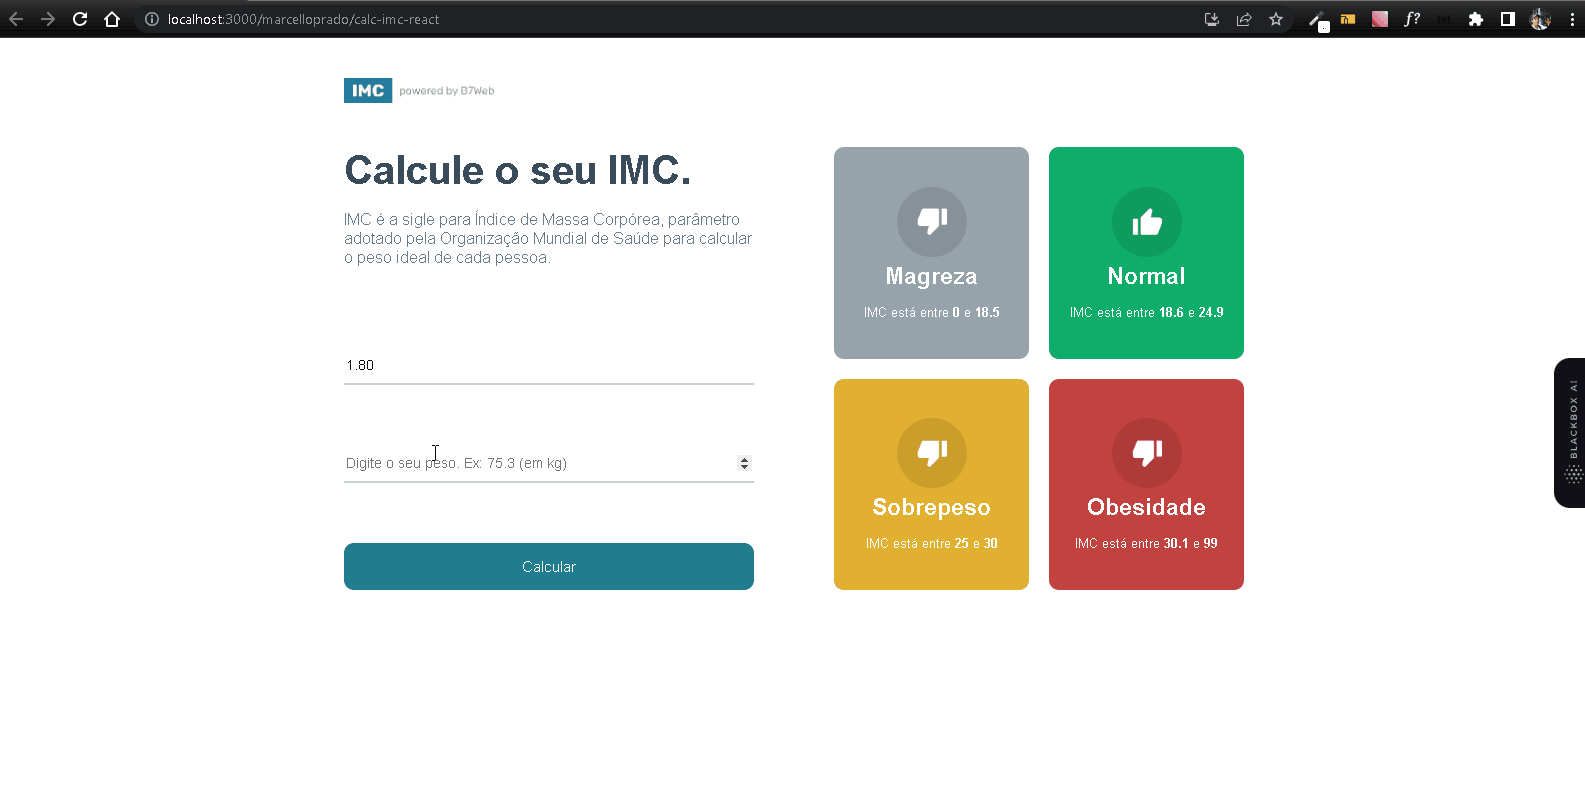 localhost:3000/marcelloprado/calc-imc-react
f?
IMC powered by B7Web
Calcule o seu IMC.
IMC é a sigle para Índice de Massa Corpórea, parâmetro
adotado pela Organização Mundial de Saúde para calcular
o peso ideal de cada pessoa.
1.80
Digite o seu peso. Ex: 75.3 (em kg)
Calcular
Magreza
IMC está entre 0 e 18.5
Normal
IMC está entre 18.6 e 24.9
Sobrepeso
IMC está entre 25 e 30
Obesidade
IMC está entre 30.1 e 99
BLACKBOX AI